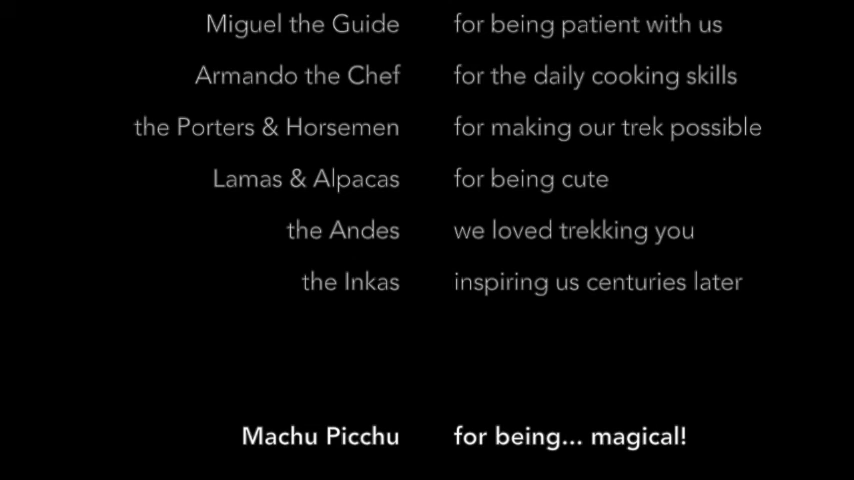 Miguel the Guide for being patient with us
Armando the Chef for the daily cooking skills
the Porters & Horsemen for making our trek possible
Lamas & Alpacas for being cute
the Andes we loved trekking you
the Inkas inspiring us centuries later
Machu Picchu for being... magical!